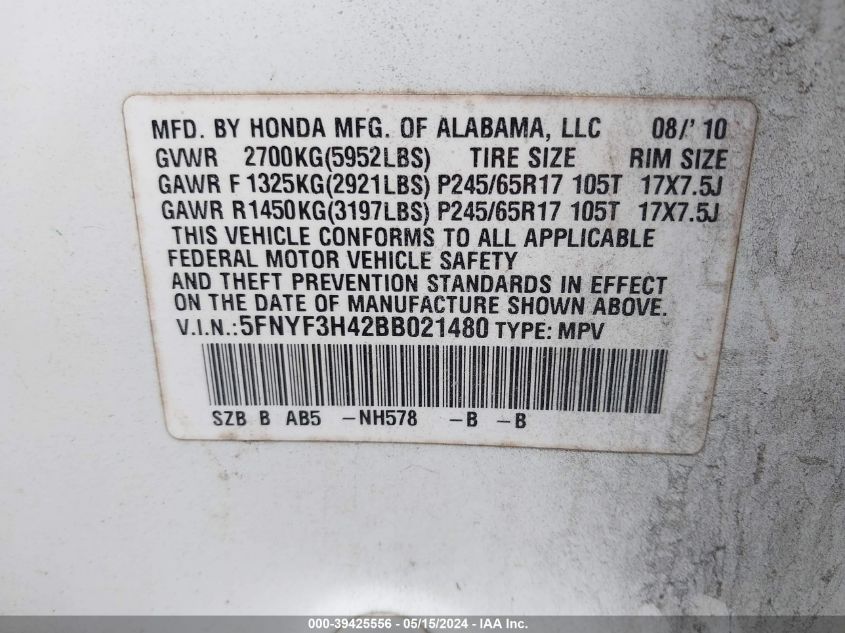 MFD. BY HONDA MFG. OF ALABAMA, LLC 08/'10
GVWR 2700KG(5952LBS) TIRE SIZE RIM SIZE
GAWR F 1325KG(2921LBS) P245/65R17 105T 17X7.5J
GAWR R1450KG(3197LBS) P245/65R17 105T 17X7.5J
THIS VEHICLE CONFORMS TO ALL APPLICABLE
FEDERAL MOTOR VEHICLE SAFETY
AND THEFT PREVENTION STANDARDS IN EFFECT
ON THE DATE OF MANUFACTURE SHOWN ABOVE.
V.I.N.:5FNYF3H42BB021480 TYPE: MPV
SZB B AB5 -NH578 -B -B
000-39425556 - 05/15/2024 - IAA Inc.